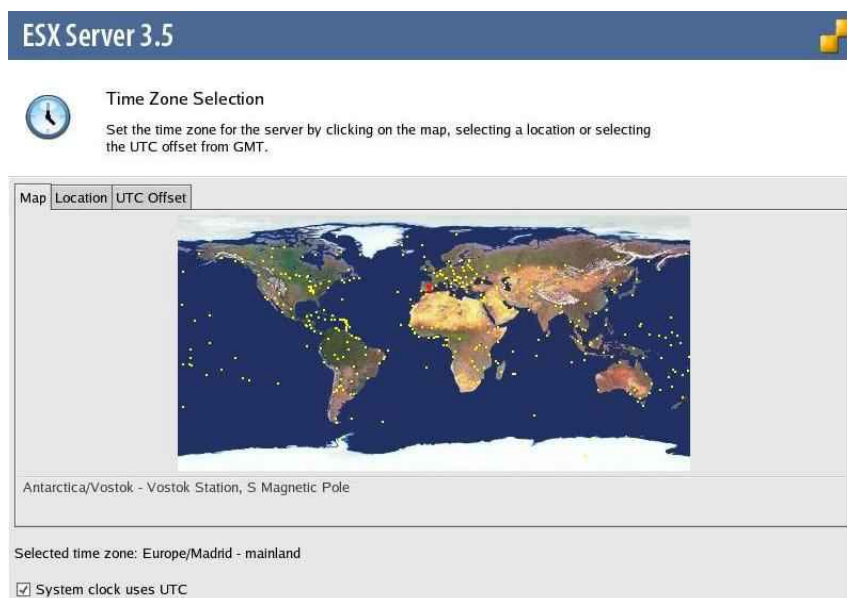 ESX Server 3.5
Time Zone Selection
Set the time zone for the server by clicking on the map, selecting a location or selecting
the UTC offset from GMT.
Map Location UTC Offset
Antarctica/Vostok - Vostok Station, S Magnetic Pole
Selected time zone: Europe/Madrid - mainland
System clock uses UTC